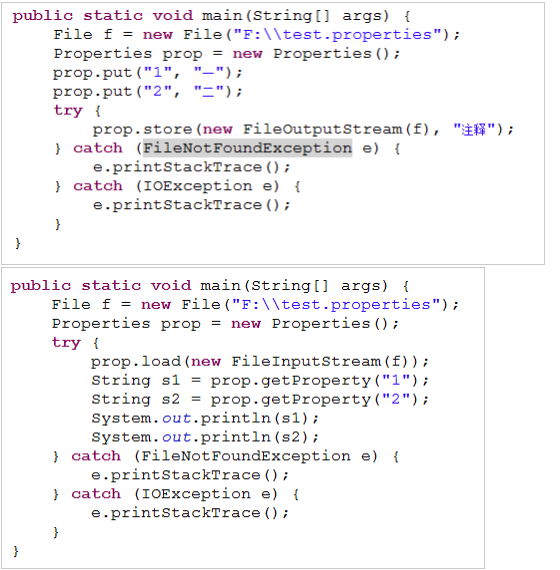 public static void main(String[] args) {
File f = new File("F:\\test.properties");
Properties prop = new Properties();
prop.put("1", "一");
prop.put("2", "二");
try {
prop.store(new FileOutputStream(f), "注释");
} catch (FileNotFoundException e) {
e.printStackTrace();
} catch (IOException e) {
e.printStackTrace();
}
}
public static void main(String[] args) {
File f = new File("F:\\test.properties");
Properties prop = new Properties();
try {
prop.load(new FileInputStream(f));
String s1 = prop.getProperty("1");
String s2 = prop.getProperty("2");
System.out.println(s1);
System.out.println(s2);
} catch (FileNotFoundException e) {
e.printStackTrace();
} catch (IOException e) {
e.printStackTrace();
}
}